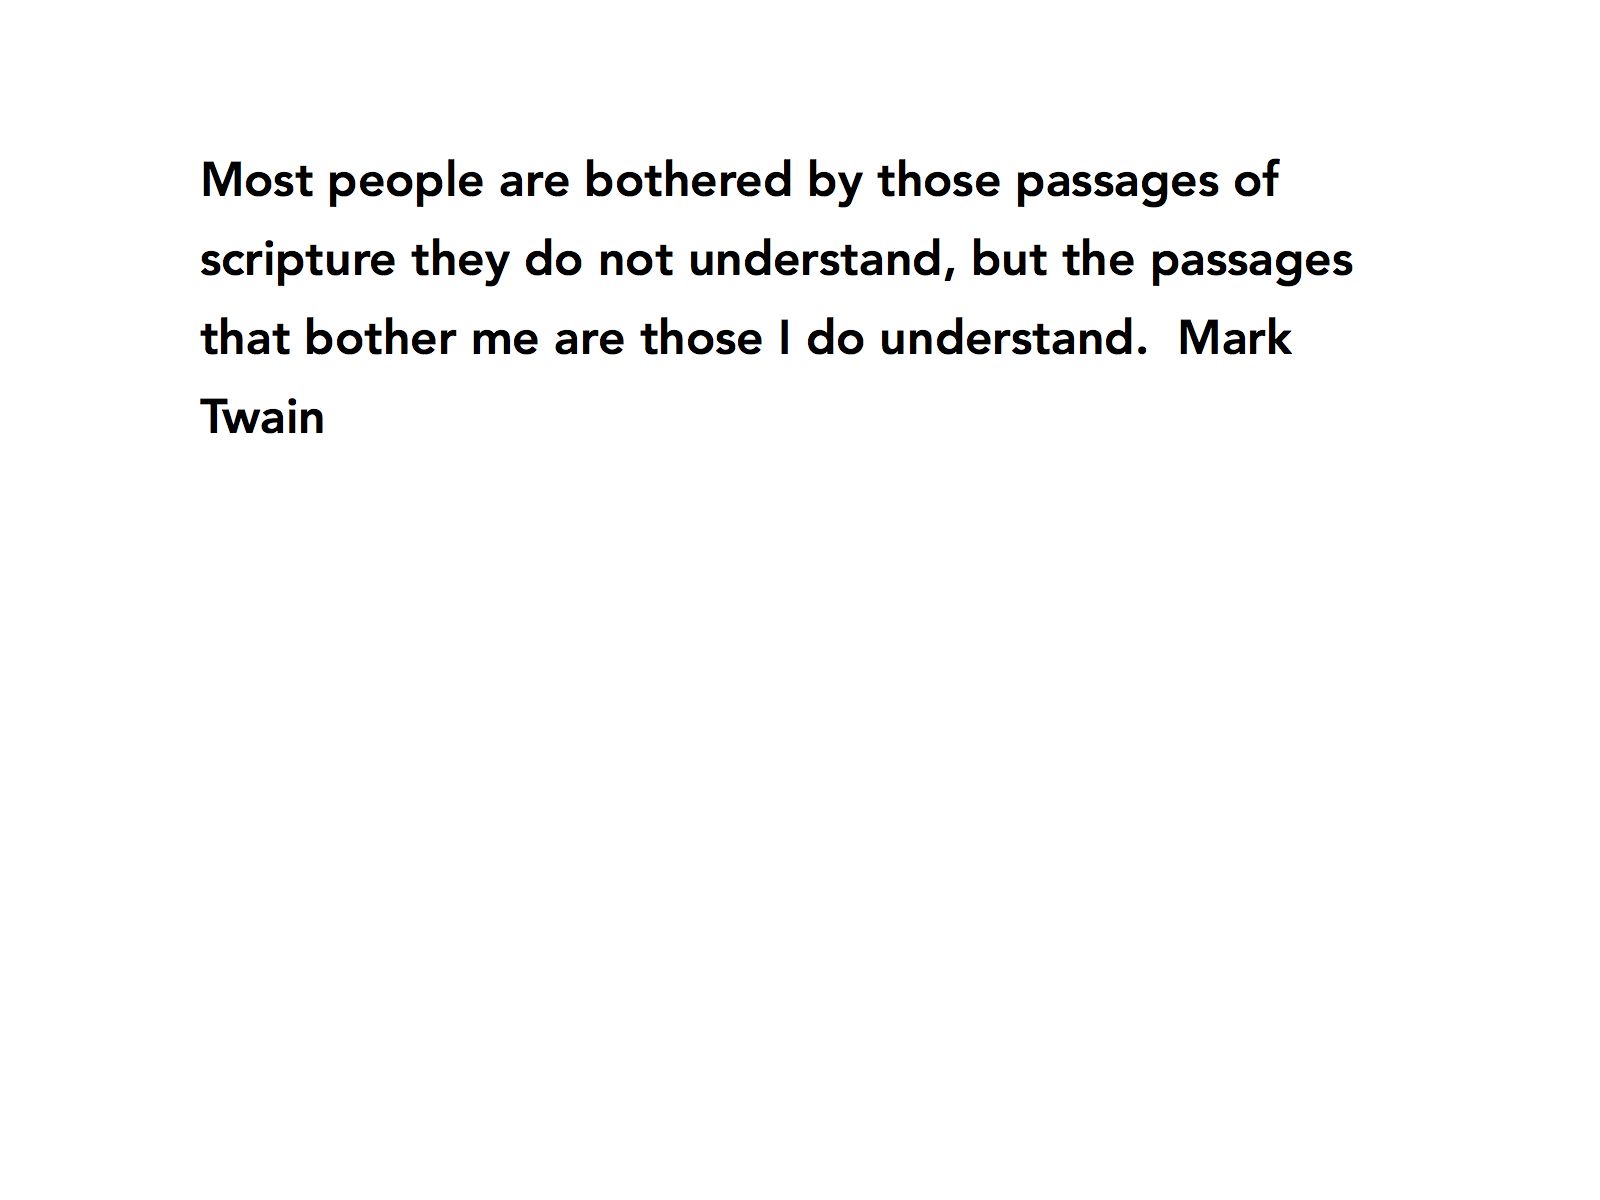 Most people are bothered by those passages of
scripture they do not understand, but the passages
that bother me are those I do understand.  Mark
Twain